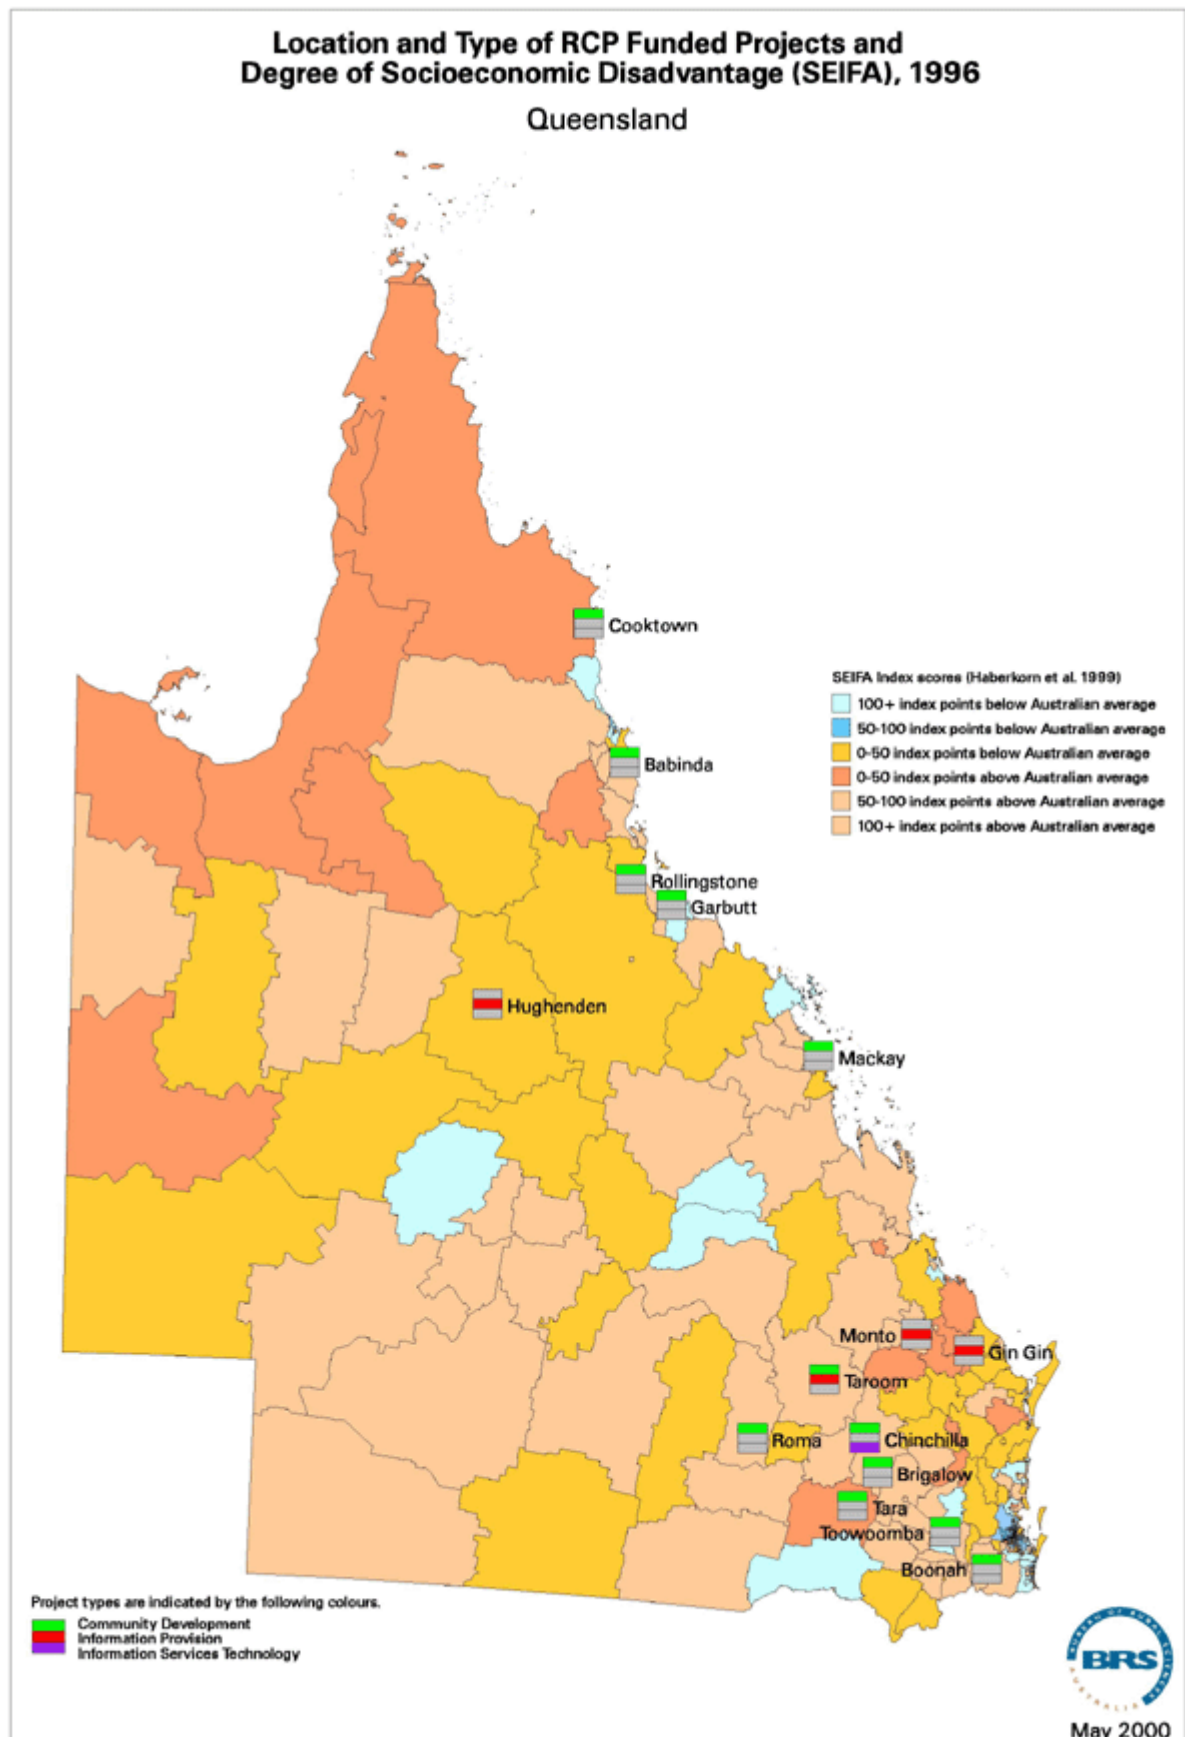 Location and Type of RCP Funded Projects and
Degree of Socioeconomic Disadvantage (SEIFA), 1996
Queensland
Cooktown
SEIFA Index scores (Haberkorn et al. 1999)
100+ index points below Australian average
50-100 index points below Australian average
0-50 index points below Australian average
0-50 index points above Australian average
50-100 index points above Australian average
100+ index points above Australian average
Babinda
Rollingstone
Garbutt
Hughenden
Mackay
Monto
Gin Gin
Taroom
Roma
Chinchilla
Brigalow
Tara
Toowoomba
Boonah
Project types are indicated by the following colours.
Community Development
Information Provision
Information Services Technology
BUREAU OF RURAL SCIENCES
BRS
AUSTRALIA
May 2000